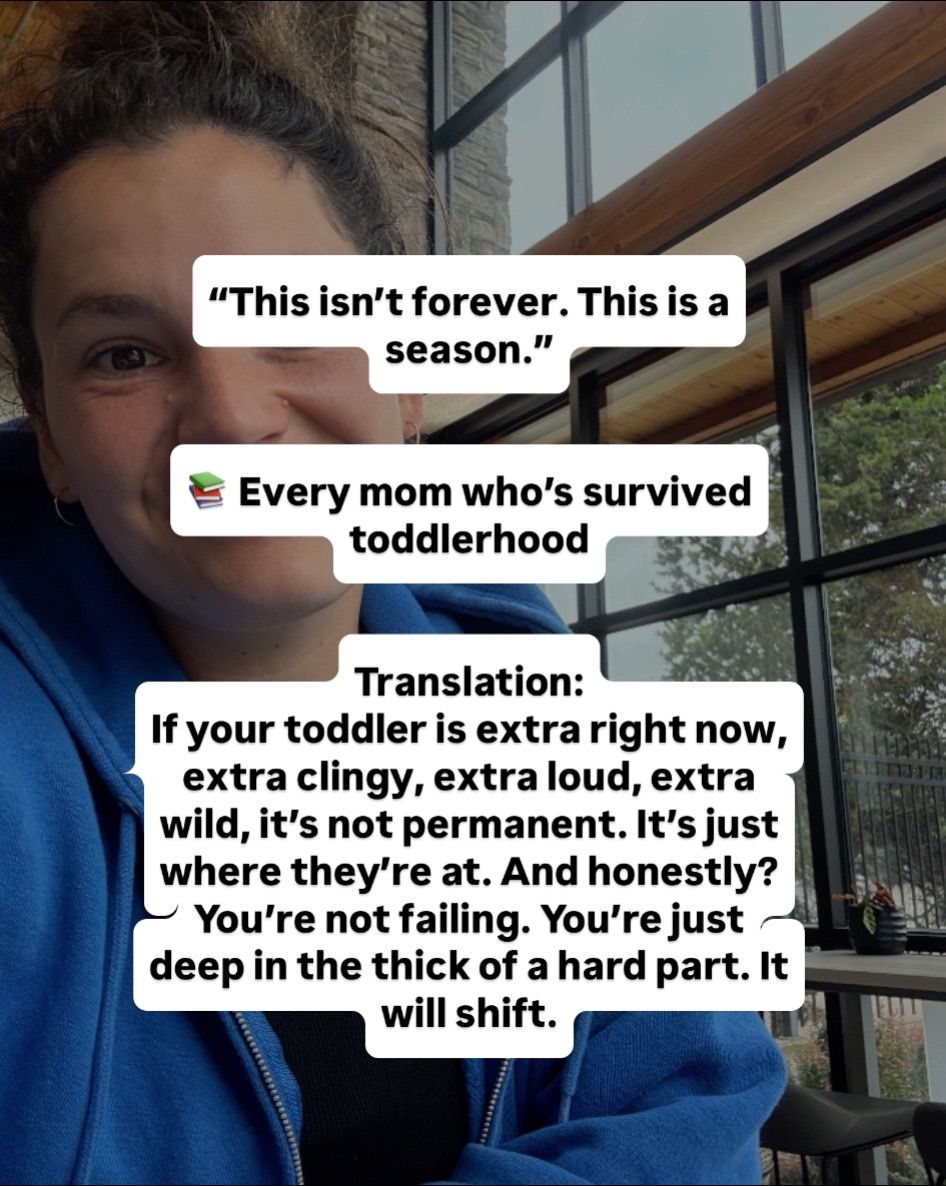 “This isn’t forever. This is a
season.”
📚 Every mom who’s survived
toddlerhood
Translation:
If your toddler is extra right now,
extra clingy, extra loud, extra
wild, it’s not permanent. It’s just
where they’re at. And honestly?
You’re not failing. You’re just
deep in the thick of a hard part. It
will shift.